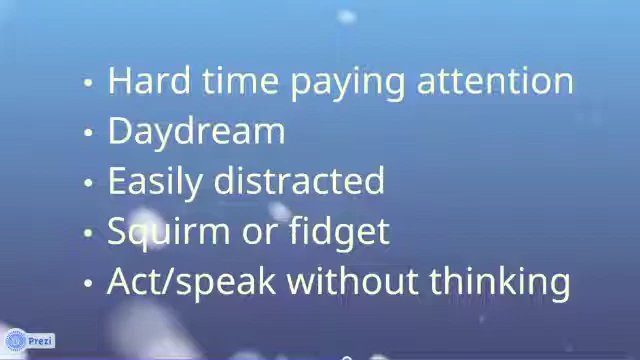 • Hard time paying attention
• Daydream
• Easily distracted
• Squirm or fidget
• Act/speak without thinking
Prezi